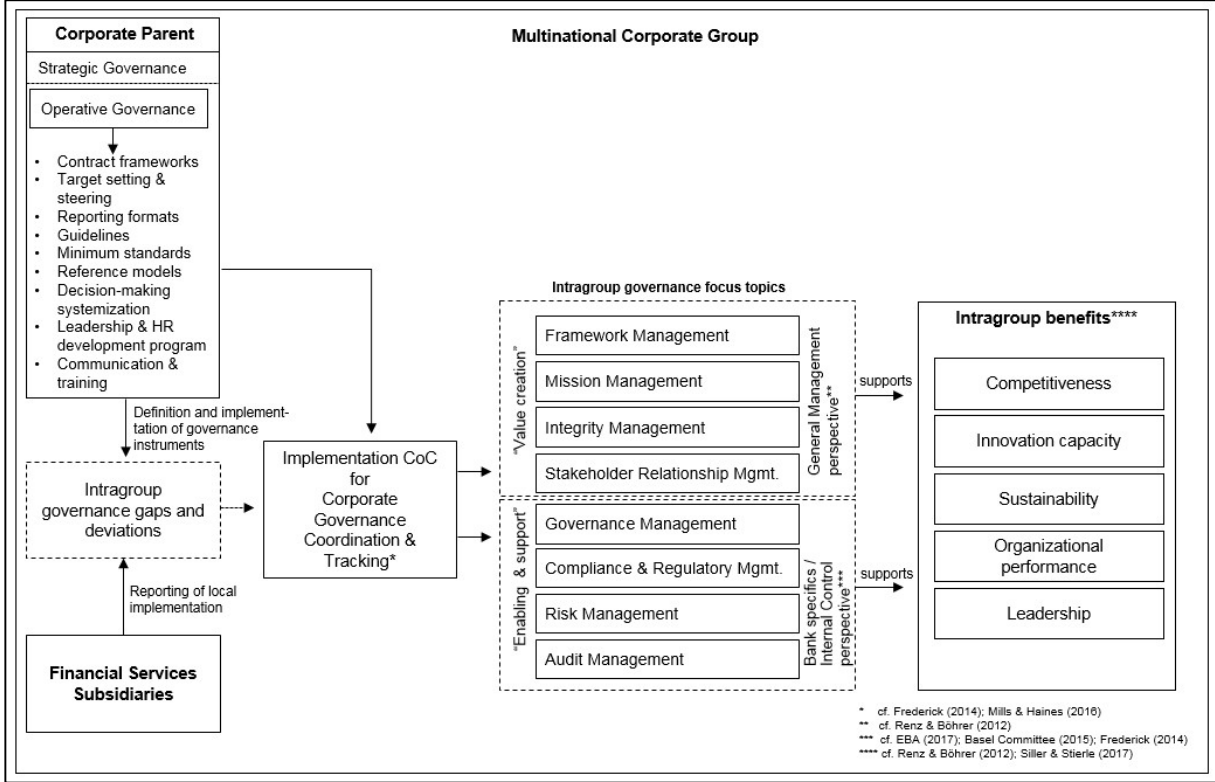 Corporate Parent
Multinational Corporate Group
Strategic Governance
Operative Governance
• Contract frameworks
• Target setting &
steering
• Reporting formats
• Guidelines
• Minimum standards
• Reference models
• Decision-making
systemization
• Leadership & HR
development program
• Communication &
training
Definition and implemen-
tation of governance
instruments
Intragroup
governance gaps and
deviations
Reporting of local
implementation
Financial Services
Subsidiaries
Implementation CoC
for
Corporate
Governance
Coordination &
Tracking*
Intragroup governance focus topics
"Value creation"
Framework Management
Mission Management
Integrity Management
Stakeholder Relationship Mgmt.
General Management
perspective**
"Enabling & support"
Governance Management
Compliance & Regulatory Mgmt.
Risk Management
Audit Management
Bank specifics /
Internal Control
perspective***
supports
supports
Intragroup benefits****
Competitiveness
Innovation capacity
Sustainability
Organizational
performance
Leadership
* cf. Frederick (2014); Mills & Haines (2016)
** cf. Renz & Böhrer (2012)
*** cf. EBA (2017); Basel Committee (2015); Frederick (2014)
**** cf. Renz & Böhrer (2012); Siller & Stierle (2017)